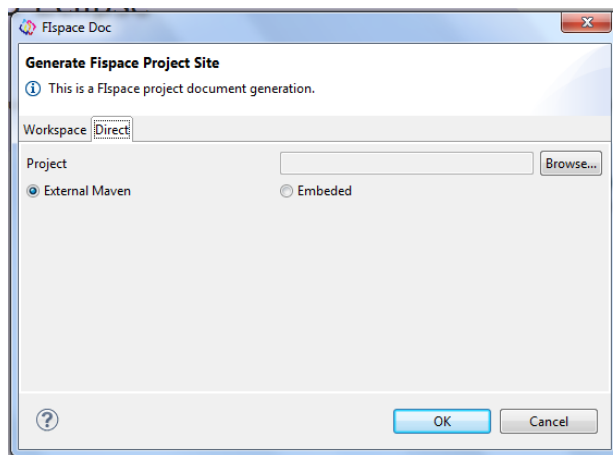 FIspace Doc
Generate Fispace Project Site
This is a FIspace project document generation.
Workspace Direct
Project Browse...
External Maven Embeded
OK Cancel